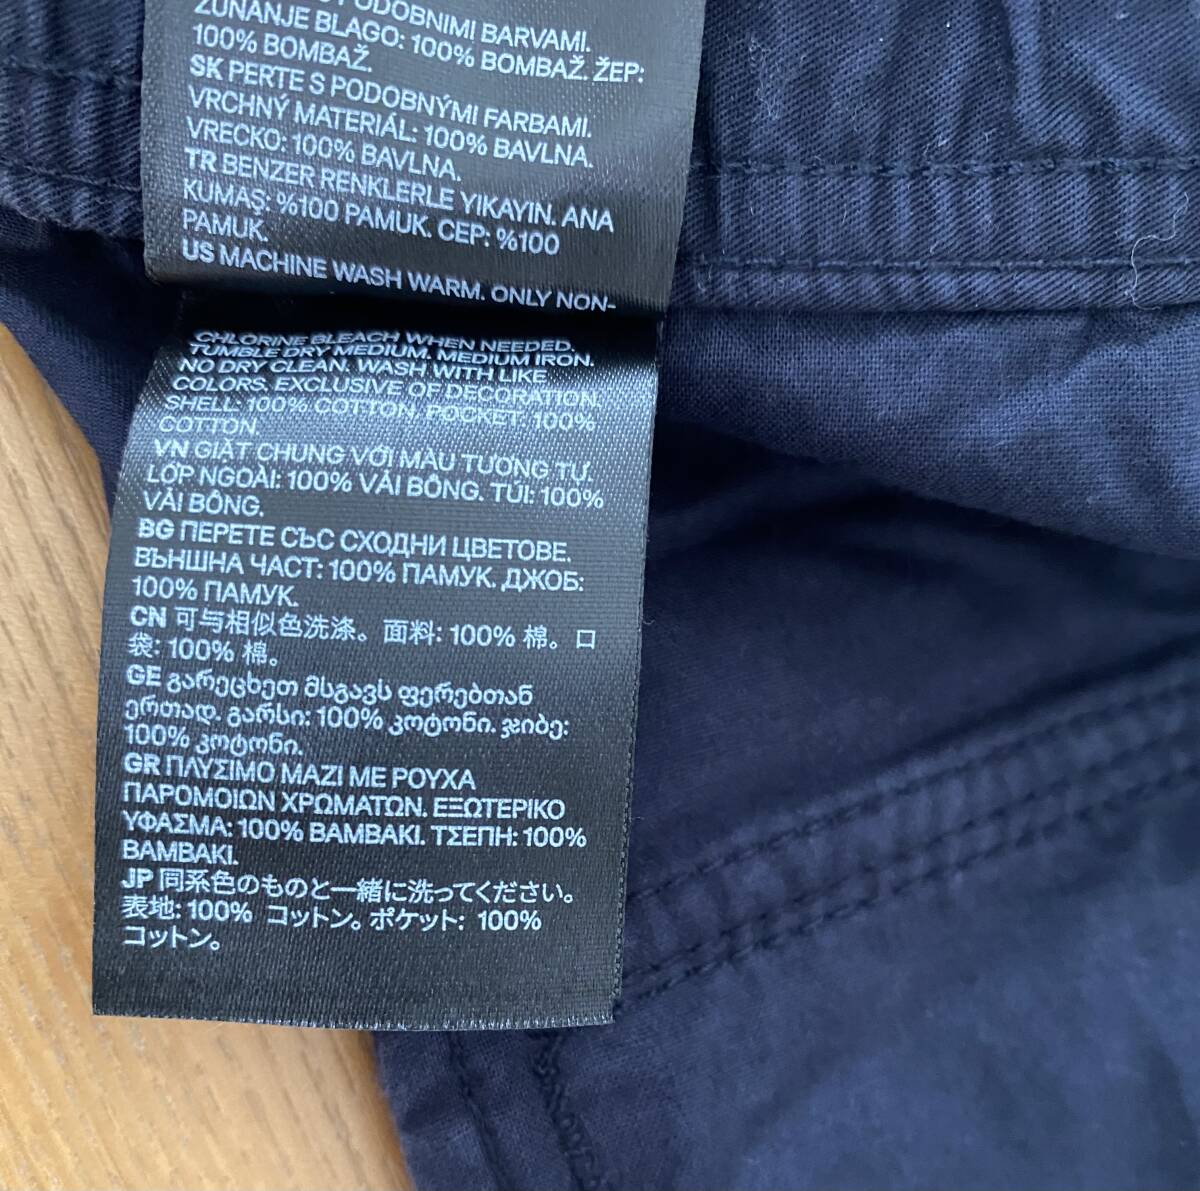 PODOBNIMI BARVAMI.
ZUNANJE BLAGO: 100% BOMBAŽ. ŽEP:
100% BOMBAŽ.
SK PERTE S PODOBNÝMI FARBAMI.
VRCHNÝ MATERIÁL: 100% BAVLNA.
VRECKO: 100% BAVLNA.
TR BENZER RENKLERLE YIKAYIN. ANA
KUMAŞ: %100 PAMUK. CEP: %100
PAMUK.
US MACHINE WASH WARM. ONLY NON-
CHLORINE BLEACH WHEN NEEDED.
TUMBLE DRY MEDIUM. MEDIUM IRON.
NO DRY CLEAN. WASH WITH LIKE
COLORS. EXCLUSIVE OF DECORATION.
SHELL: 100% COTTON. POCKET: 100%
COTTON.
VN GIẶT CHUNG VỚI MÀU TƯƠNG TỰ.
LỚP NGOÀI: 100% VẢI BÔNG. TÚI: 100%
VẢI BÔNG.
BG ПЕРЕТЕ СЪС СХОДНИ ЦВЕТОВЕ.
ВЪНШНА ЧАСТ: 100% ПАМУК. ДЖОБ:
100% ПАМУК.
CN 可与相似色洗涤。面料: 100% 棉。口
袋: 100% 棉。
GE გარეცხეთ მსგავს ფერებთან
ერთად. გარსი: 100% კოტონი. ჯიბე:
100% კოტონი.
GR ΠΛΥΣΙΜΟ ΜΑΖΙ ΜΕ ΡΟΥΧΑ
ΠΑΡΟΜΟΙΩΝ ΧΡΩΜΑΤΩΝ. ΕΞΩΤΕΡΙΚΟ
ΥΦΑΣΜΑ: 100% ΒΑΜΒΑΚΙ. ΤΣΕΠΗ: 100%
ΒΑΜΒΑΚΙ.
JP 同系色のものと一緒に洗ってください。
表地: 100% コットン。ポケット: 100%
コットン。